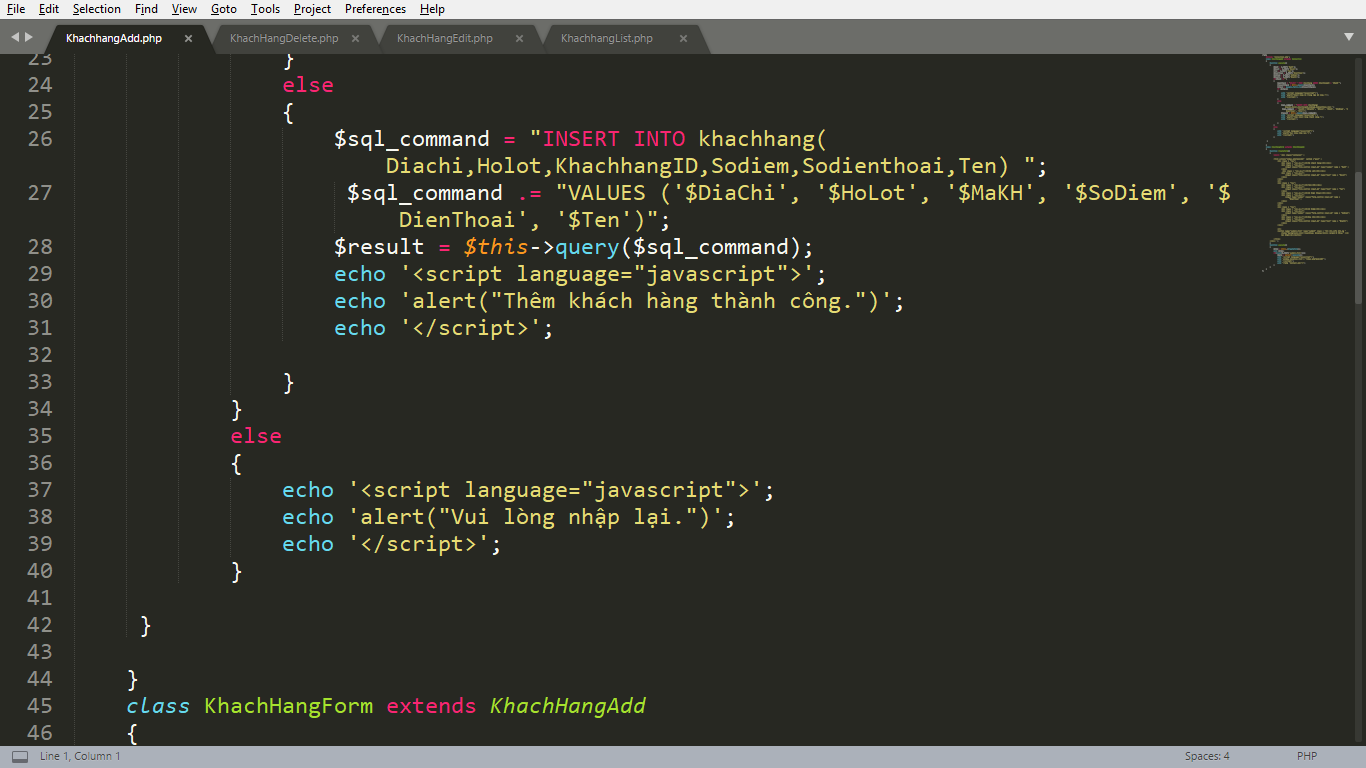 File Edit Selection Find View Goto Tools Project Preferences Help
KhachhangAdd.php × KhachHangDelete.php × KhachHangEdit.php × KhachhangList.php ×
23 }
24 else
25 {
26 $sql_command = "INSERT INTO khachhang(
Diachi,Holot,KhachhangID,Sodiem,Sodienthoai,Ten) ";
27 $sql_command .= "VALUES ('$DiaChi', '$HoLot', '$MaKH', '$SoDiem', '$
DienThoai', '$Ten')";
28 $result = $this->query($sql_command);
29 echo '<script language="javascript">';
30 echo 'alert("Thêm khách hàng thành công.")';
31 echo '</script>';
32
33 }
34 }
35 else
36 {
37 echo '<script language="javascript">';
38 echo 'alert("Vui lòng nhập lại.")';
39 echo '</script>';
40 }
41
42 }
43
44 }
45 class KhachHangForm extends KhachHangAdd
46 {
Line 1, Column 1 Spaces: 4 PHP